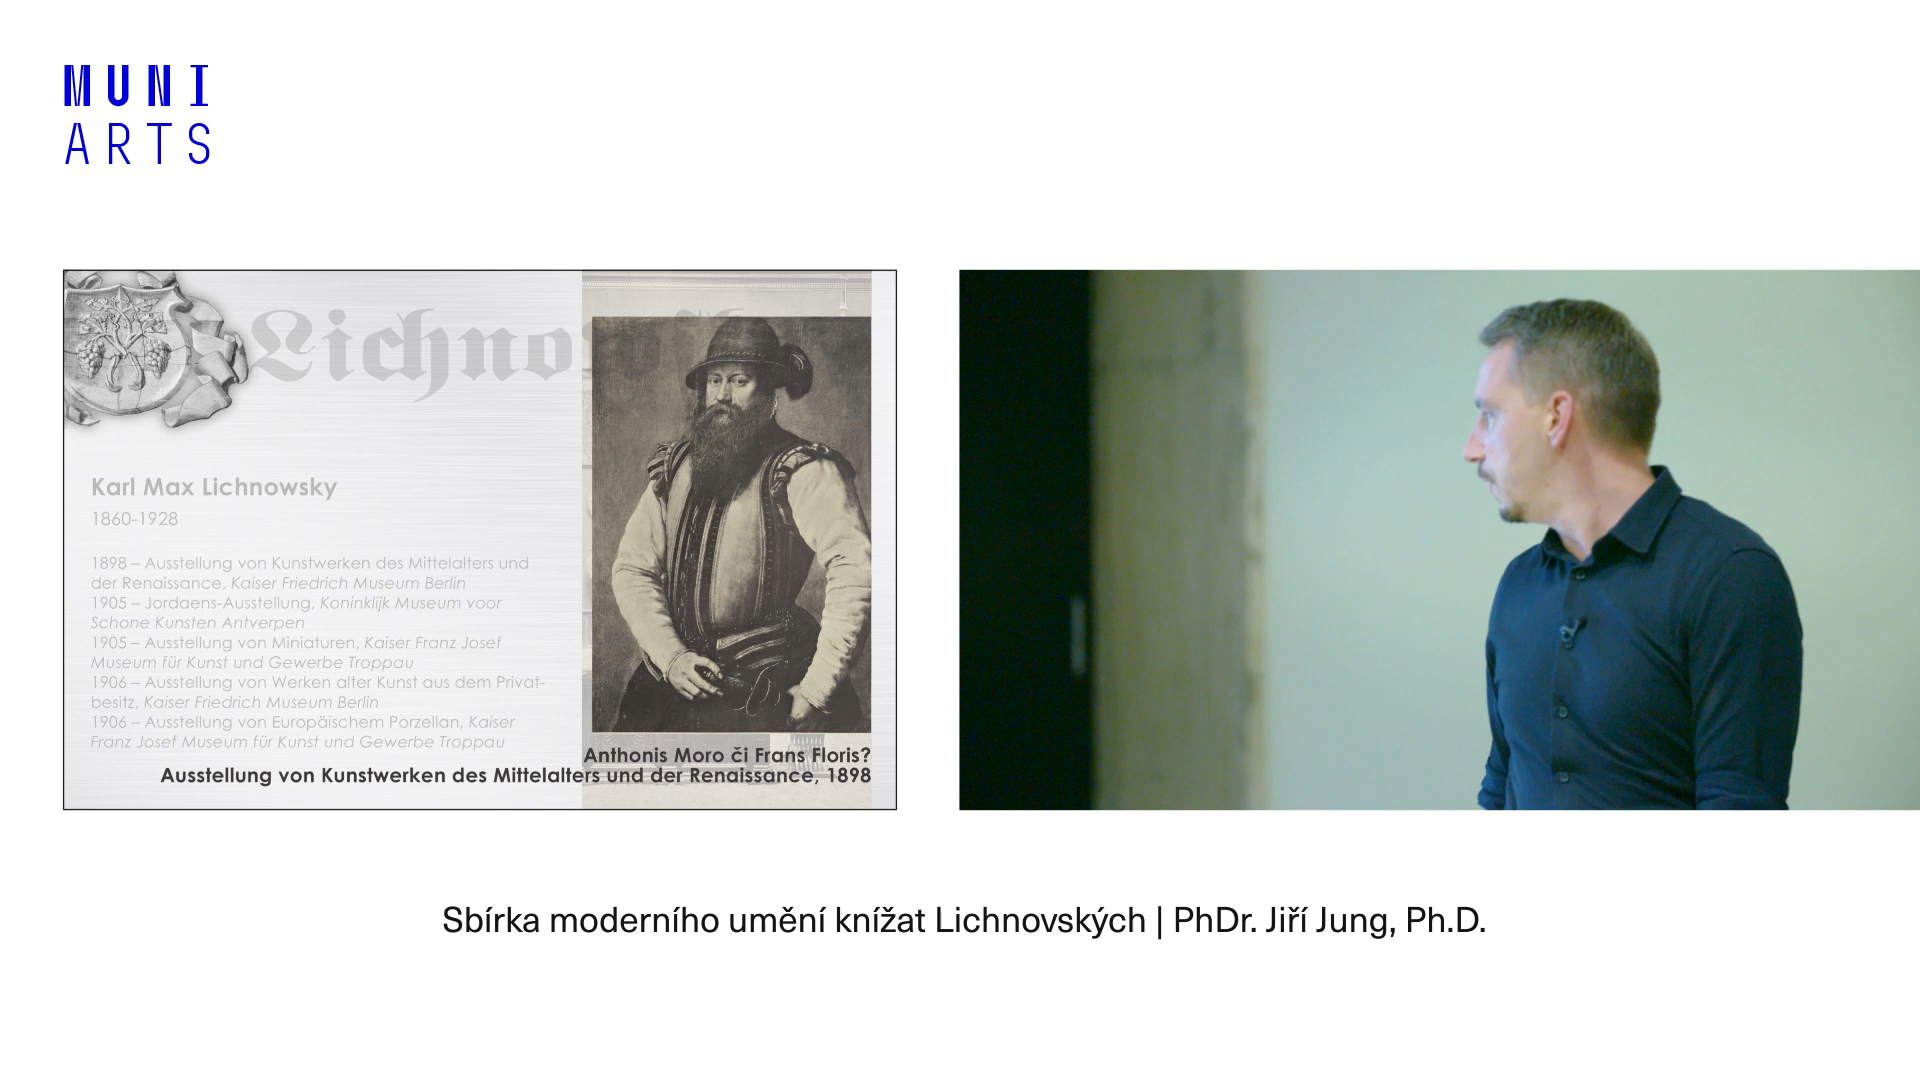 MUNI
ARTS
Lichno
Karl Max Lichnowsky
1860-1928
1898 – Ausstellung von Kunstwerken des Mittelalters und
der Renaissance, Kaiser Friedrich Museum Berlin
1905 – Jordaens-Ausstellung, Koninklijk Museum voor
Schone Kunsten Antverpen
1905 – Ausstellung von Miniaturen, Kaiser Franz Josef
Museum für Kunst und Gewerbe Troppau
1906 – Ausstellung von Werken alter Kunst aus dem Privat-
besitz, Kaiser Friedrich Museum Berlin
1906 – Ausstellung von Europäischem Porzellan, Kaiser
Franz Josef Museum für Kunst und Gewerbe Troppau
Anthonis Moro či Frans Floris?
Ausstellung von Kunstwerken des Mittelalters und der Renaissance, 1898
Sbírka moderního umění knížat Lichnovských | PhDr. Jiří Jung, Ph.D.